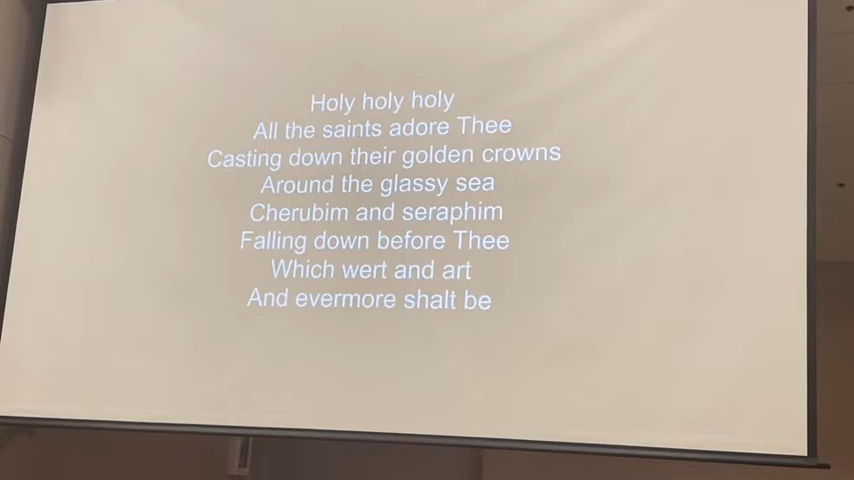 Holy holy holy
All the saints adore Thee
Casting down their golden crowns
Around the glassy sea
Cherubim and seraphim
Falling down before Thee
Which wert and art
And evermore shalt be